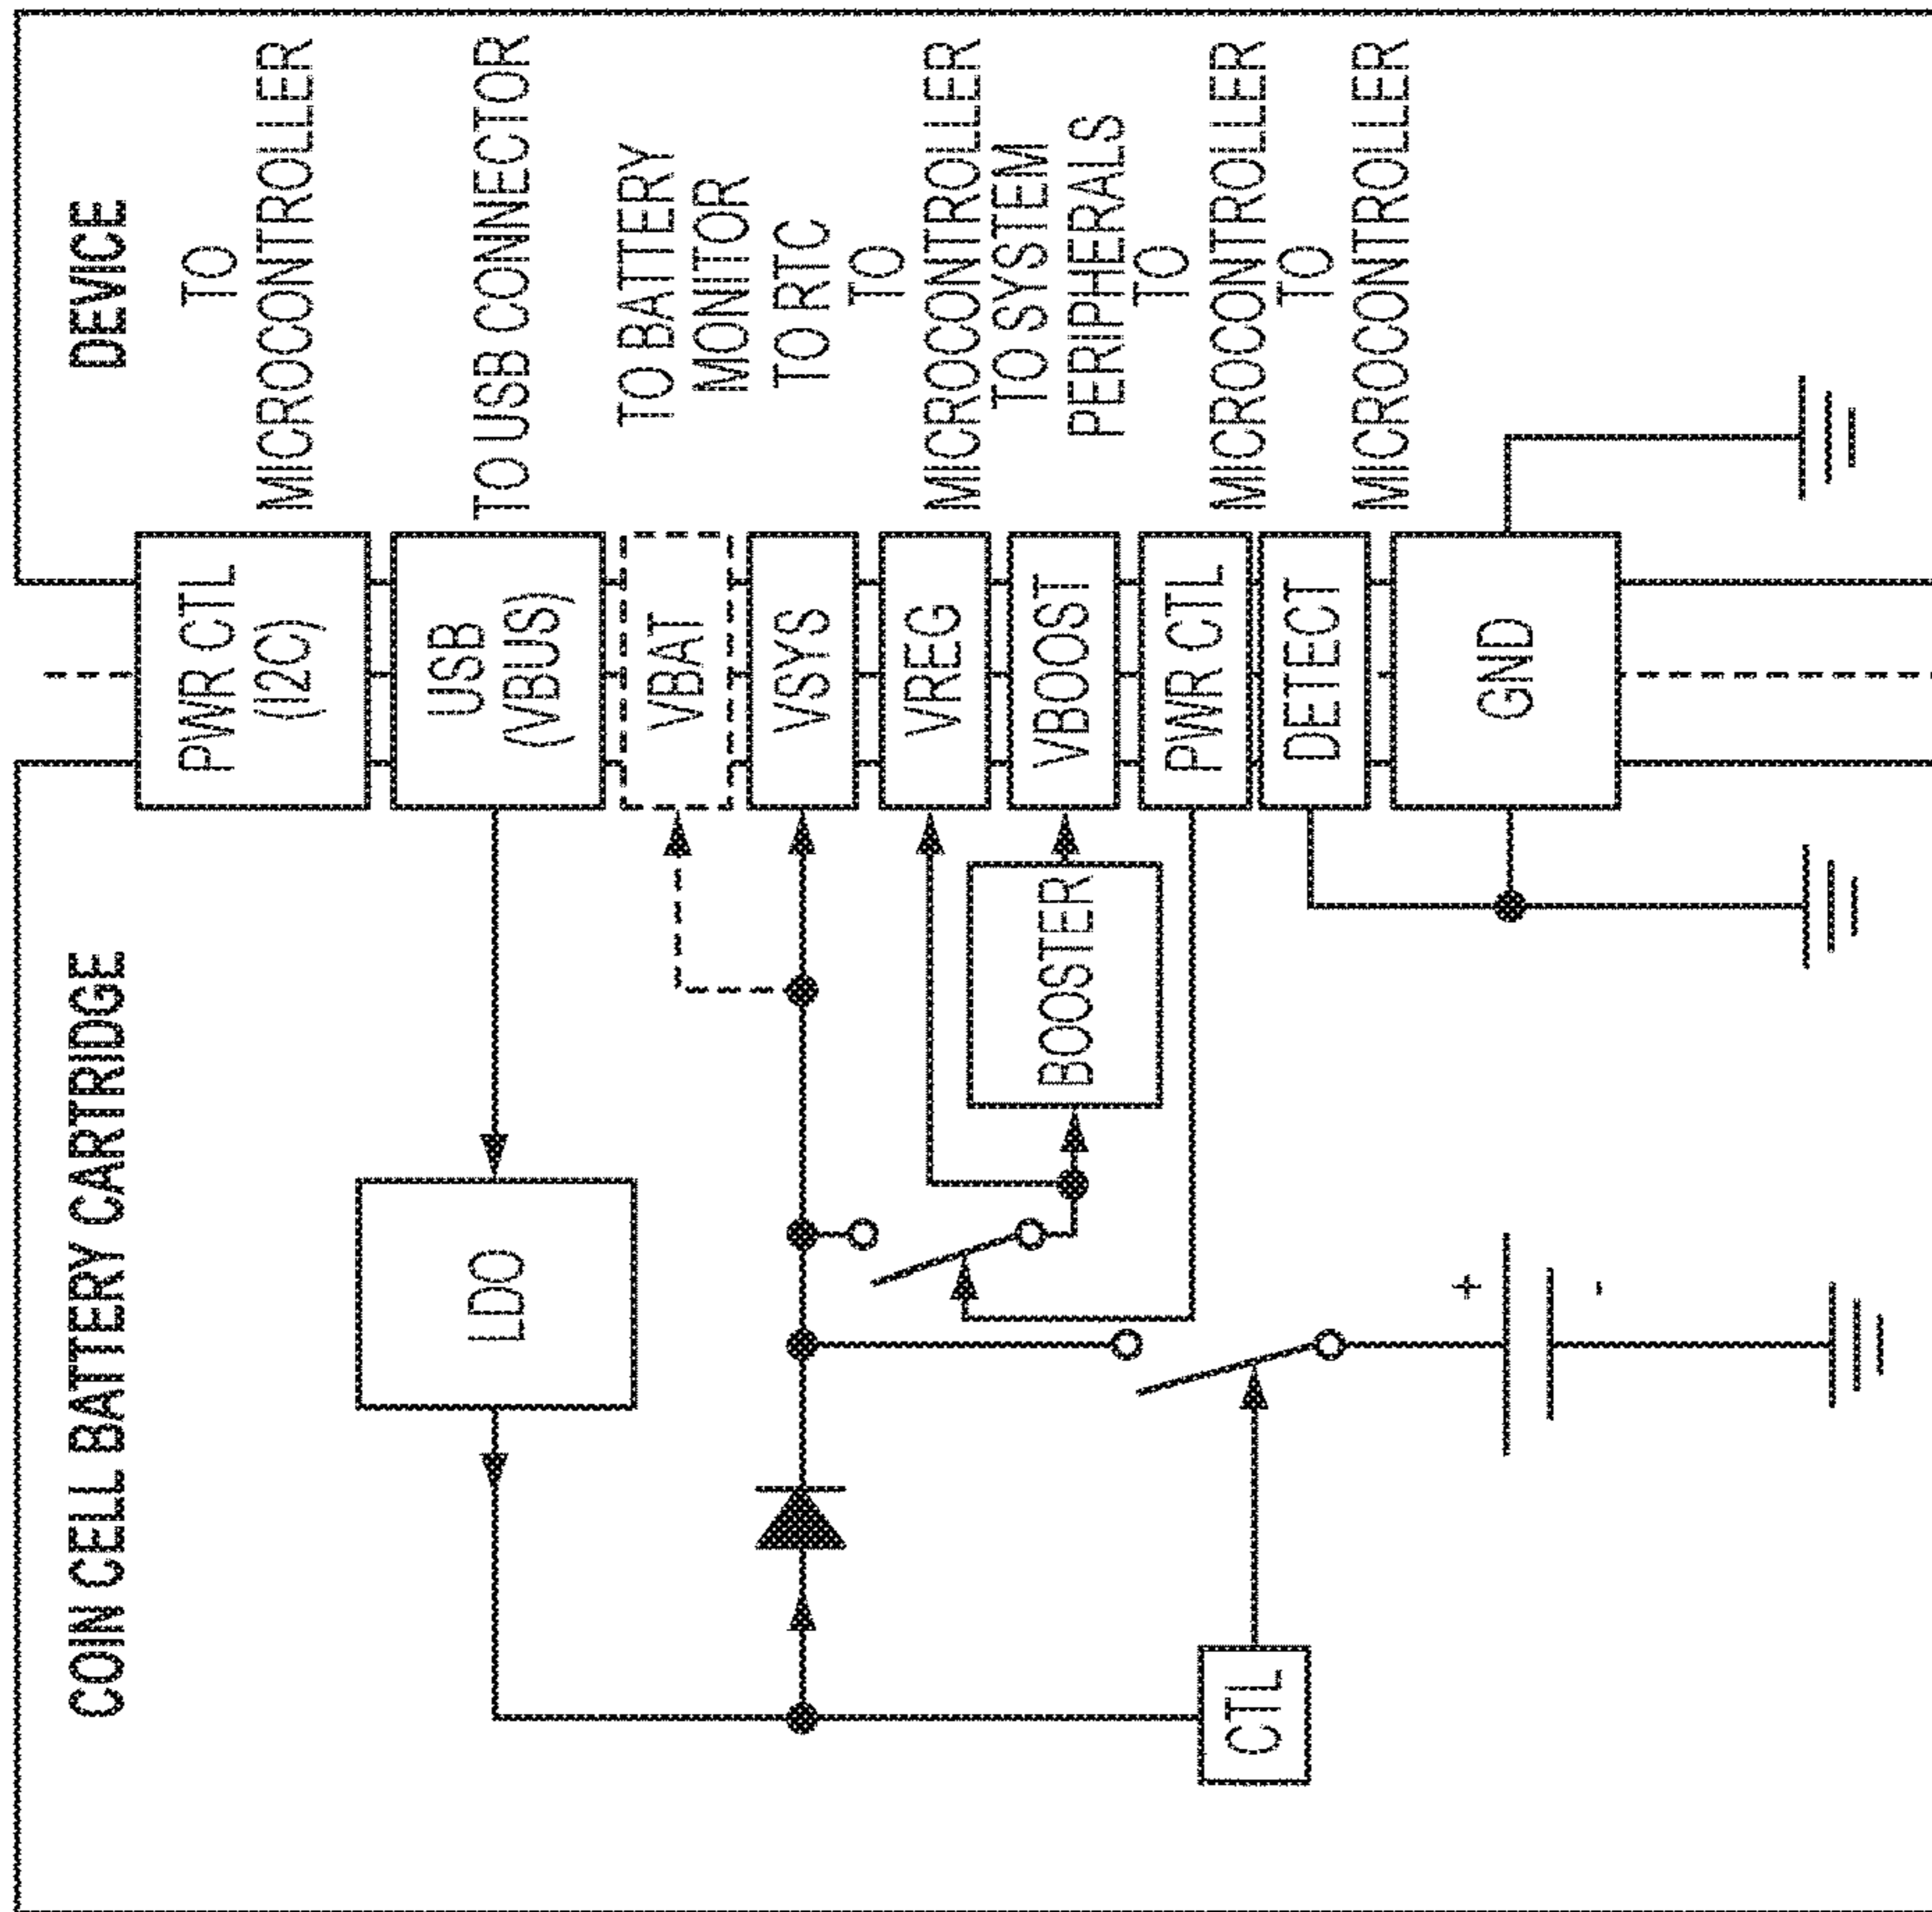 COIN CELL BATTERY CARTRIDGE
DEVICE
PWR CTL
(I2C)
TO
MICROCONTROLLER
LDO
USB
(VBUS)
TO USB CONNECTOR
VBAT
TO BATTERY
MONITOR
VSYS
TO RTC
VREG
TO
MICROCONTROLLER
BOOSTER
VBOOST
TO SYSTEM
PERIPHERALS
PWR CTL
TO
MICROCONTROLLER
CTL
DETECT
TO
MICROCONTROLLER
+
-
GND